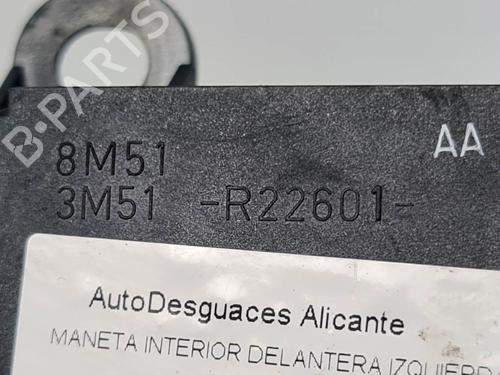 B-PARTS
8M51 AA
3M51 -R22601-
AutoDesguaces Alicante
MANETA INTERIOR DELANTERA IZQUIERD